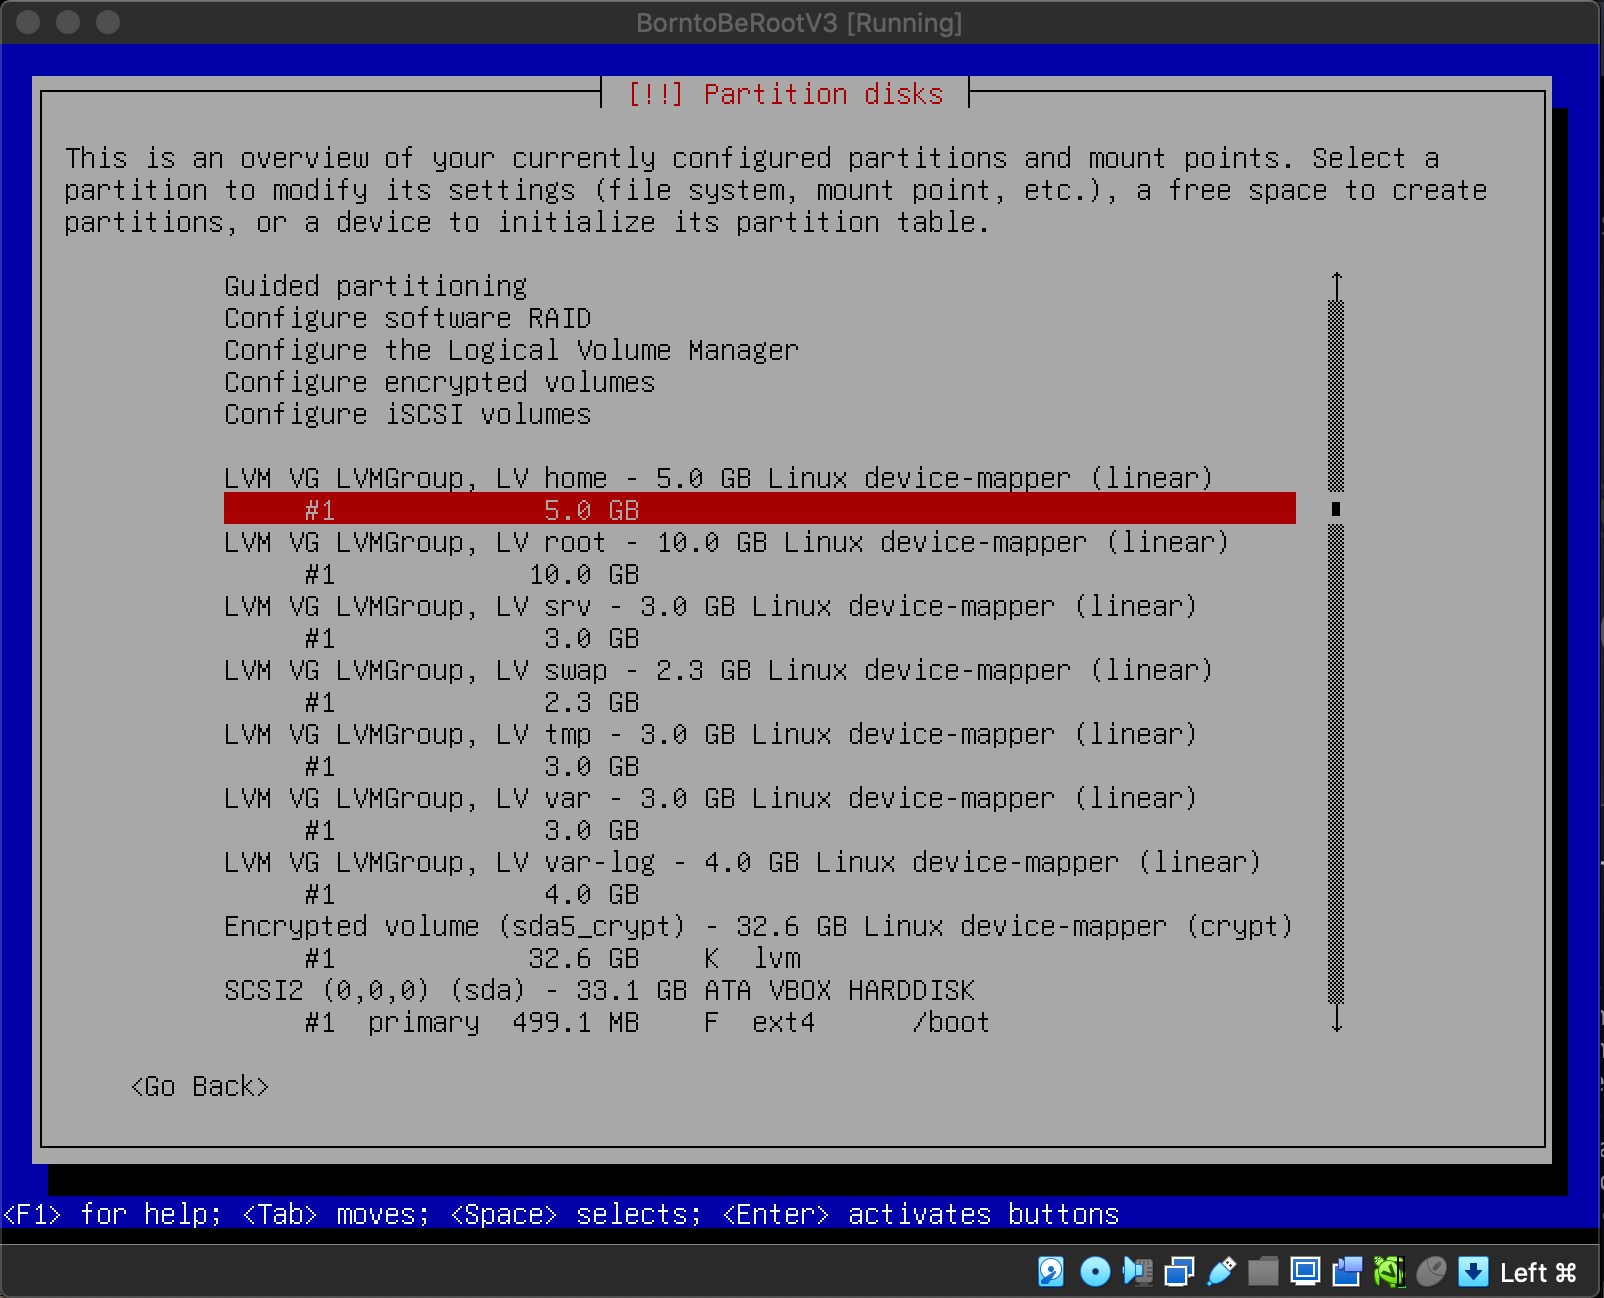 BorntoBeRootV3 [Running]
[!!] Partition disks
This is an overview of your currently configured partitions and mount points. Select a
partition to modify its settings (file system, mount point, etc.), a free space to create
partitions, or a device to initialize its partition table.
Guided partitioning
Configure software RAID
Configure the Logical Volume Manager
Configure encrypted volumes
Configure iSCSI volumes
LVM VG LVMGroup, LV home - 5.0 GB Linux device-mapper (linear)
#1 5.0 GB
LVM VG LVMGroup, LV root - 10.0 GB Linux device-mapper (linear)
#1 10.0 GB
LVM VG LVMGroup, LV srv - 3.0 GB Linux device-mapper (linear)
#1 3.0 GB
LVM VG LVMGroup, LV swap - 2.3 GB Linux device-mapper (linear)
#1 2.3 GB
LVM VG LVMGroup, LV tmp - 3.0 GB Linux device-mapper (linear)
#1 3.0 GB
LVM VG LVMGroup, LV var - 3.0 GB Linux device-mapper (linear)
#1 3.0 GB
LVM VG LVMGroup, LV var-log - 4.0 GB Linux device-mapper (linear)
#1 4.0 GB
Encrypted volume (sda5_crypt) - 32.6 GB Linux device-mapper (crypt)
#1 32.6 GB K lvm
SCSI2 (0,0,0) (sda) - 33.1 GB ATA VBOX HARDDISK
#1 primary 499.1 MB F ext4 /boot
<Go Back>
<F1> for help; <Tab> moves; <Space> selects; <Enter> activates buttons
Left ⌘